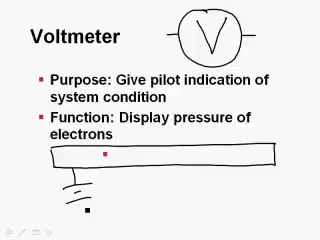 Voltmeter
V
Purpose: Give pilot indication of
system condition
Function: Display pressure of
electrons